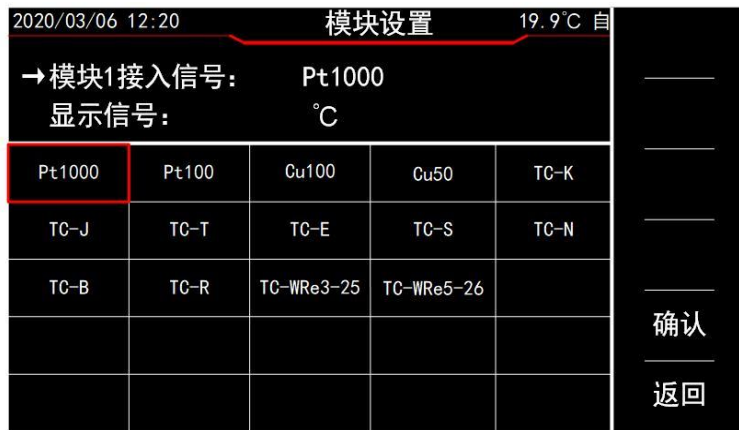 2020/03/06 12:20 模块设置 19.9℃ 自
→模块1接入信号： Pt1000
显示信号： ℃
Pt1000 Pt100 Cu100 Cu50 TC-K
TC-J TC-T TC-E TC-S TC-N
TC-B TC-R TC-WRe3-25 TC-WRe5-26
确认
返回